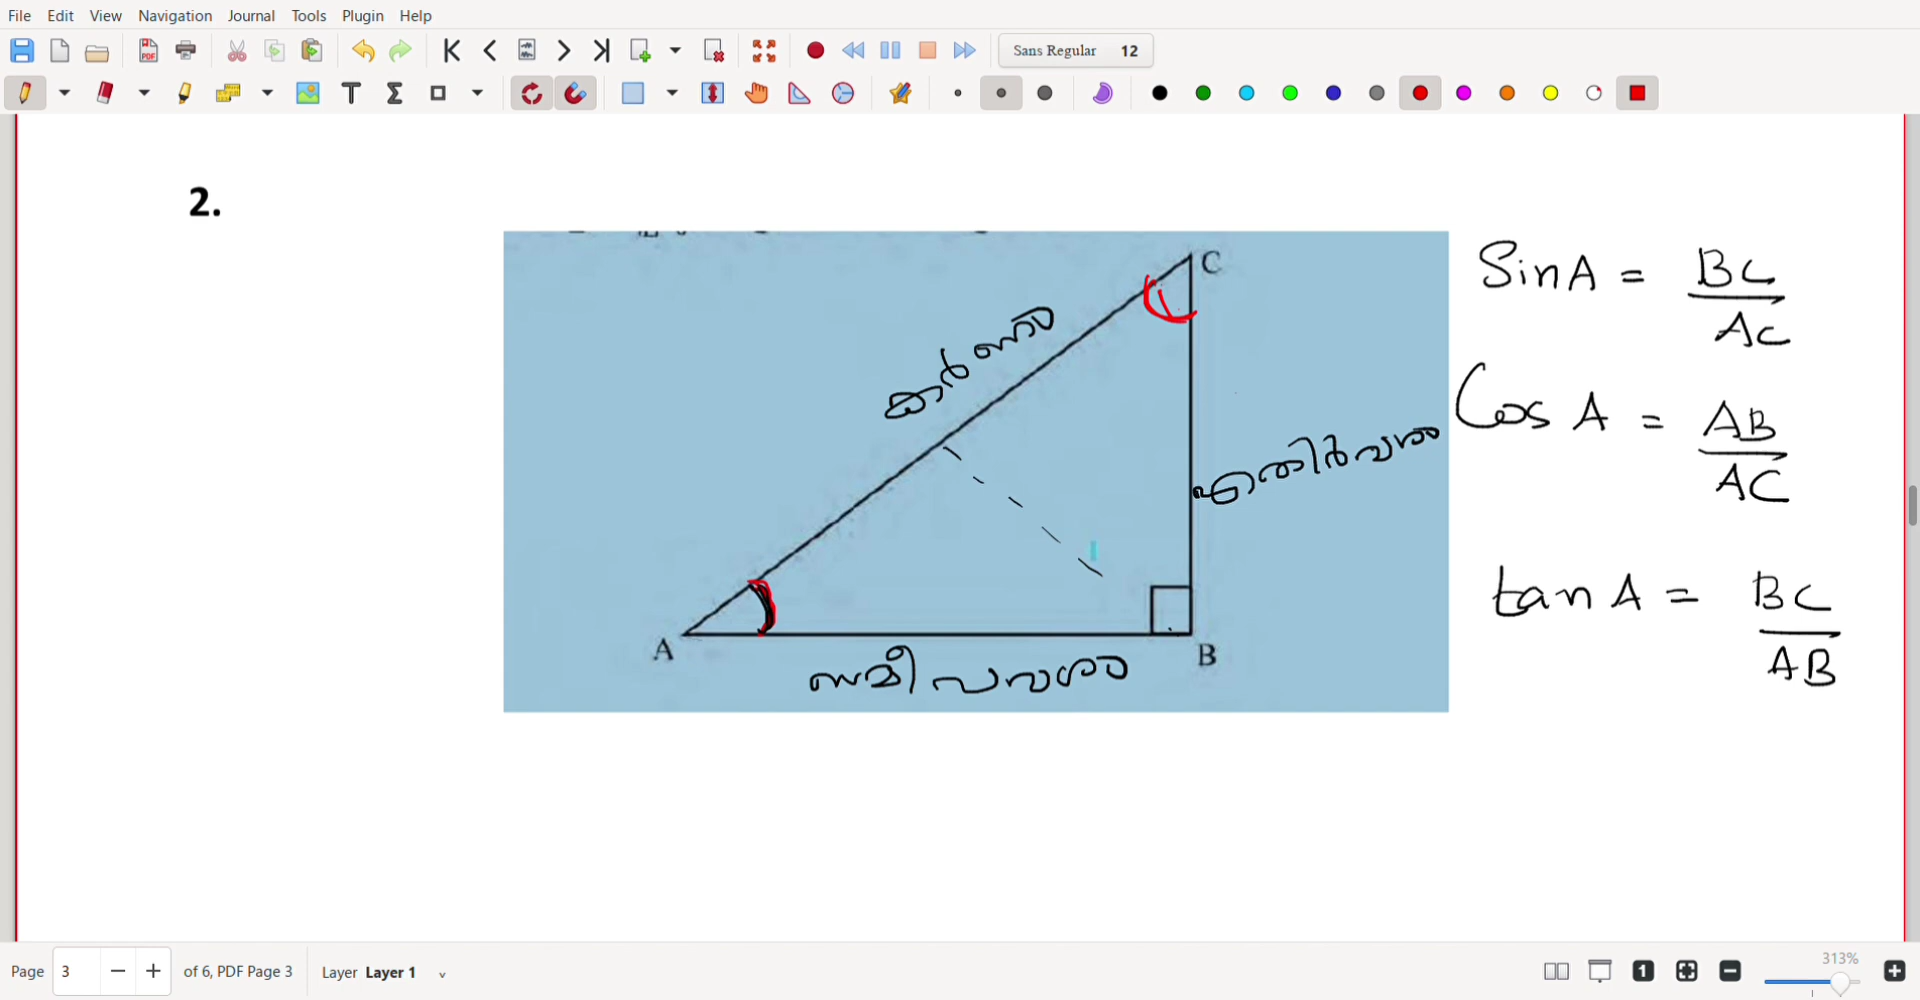 File Edit View Navigation Journal Tools Plugin Help
Sans Regular 12
2.
C
A
B
കർണം
എതിർവശം
സമീപവശം
Sin A = BC / AC
Cos A = AB / AC
tan A = BC / AB
Page 3 of 6, PDF Page 3 Layer Layer 1
313%